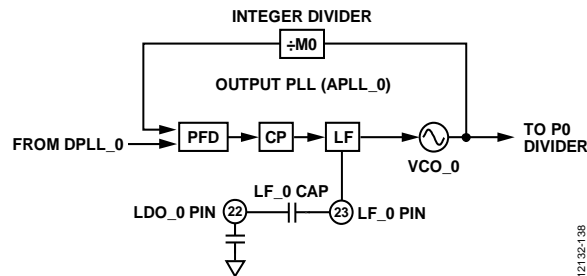 INTEGER DIVIDER
÷M0
OUTPUT PLL (APLL_0)
FROM DPLL_0
PFD
CP
LF
VCO_0
TO P0
DIVIDER
LF_0 CAP
LDO_0 PIN
22
23
LF_0 PIN
12132-138